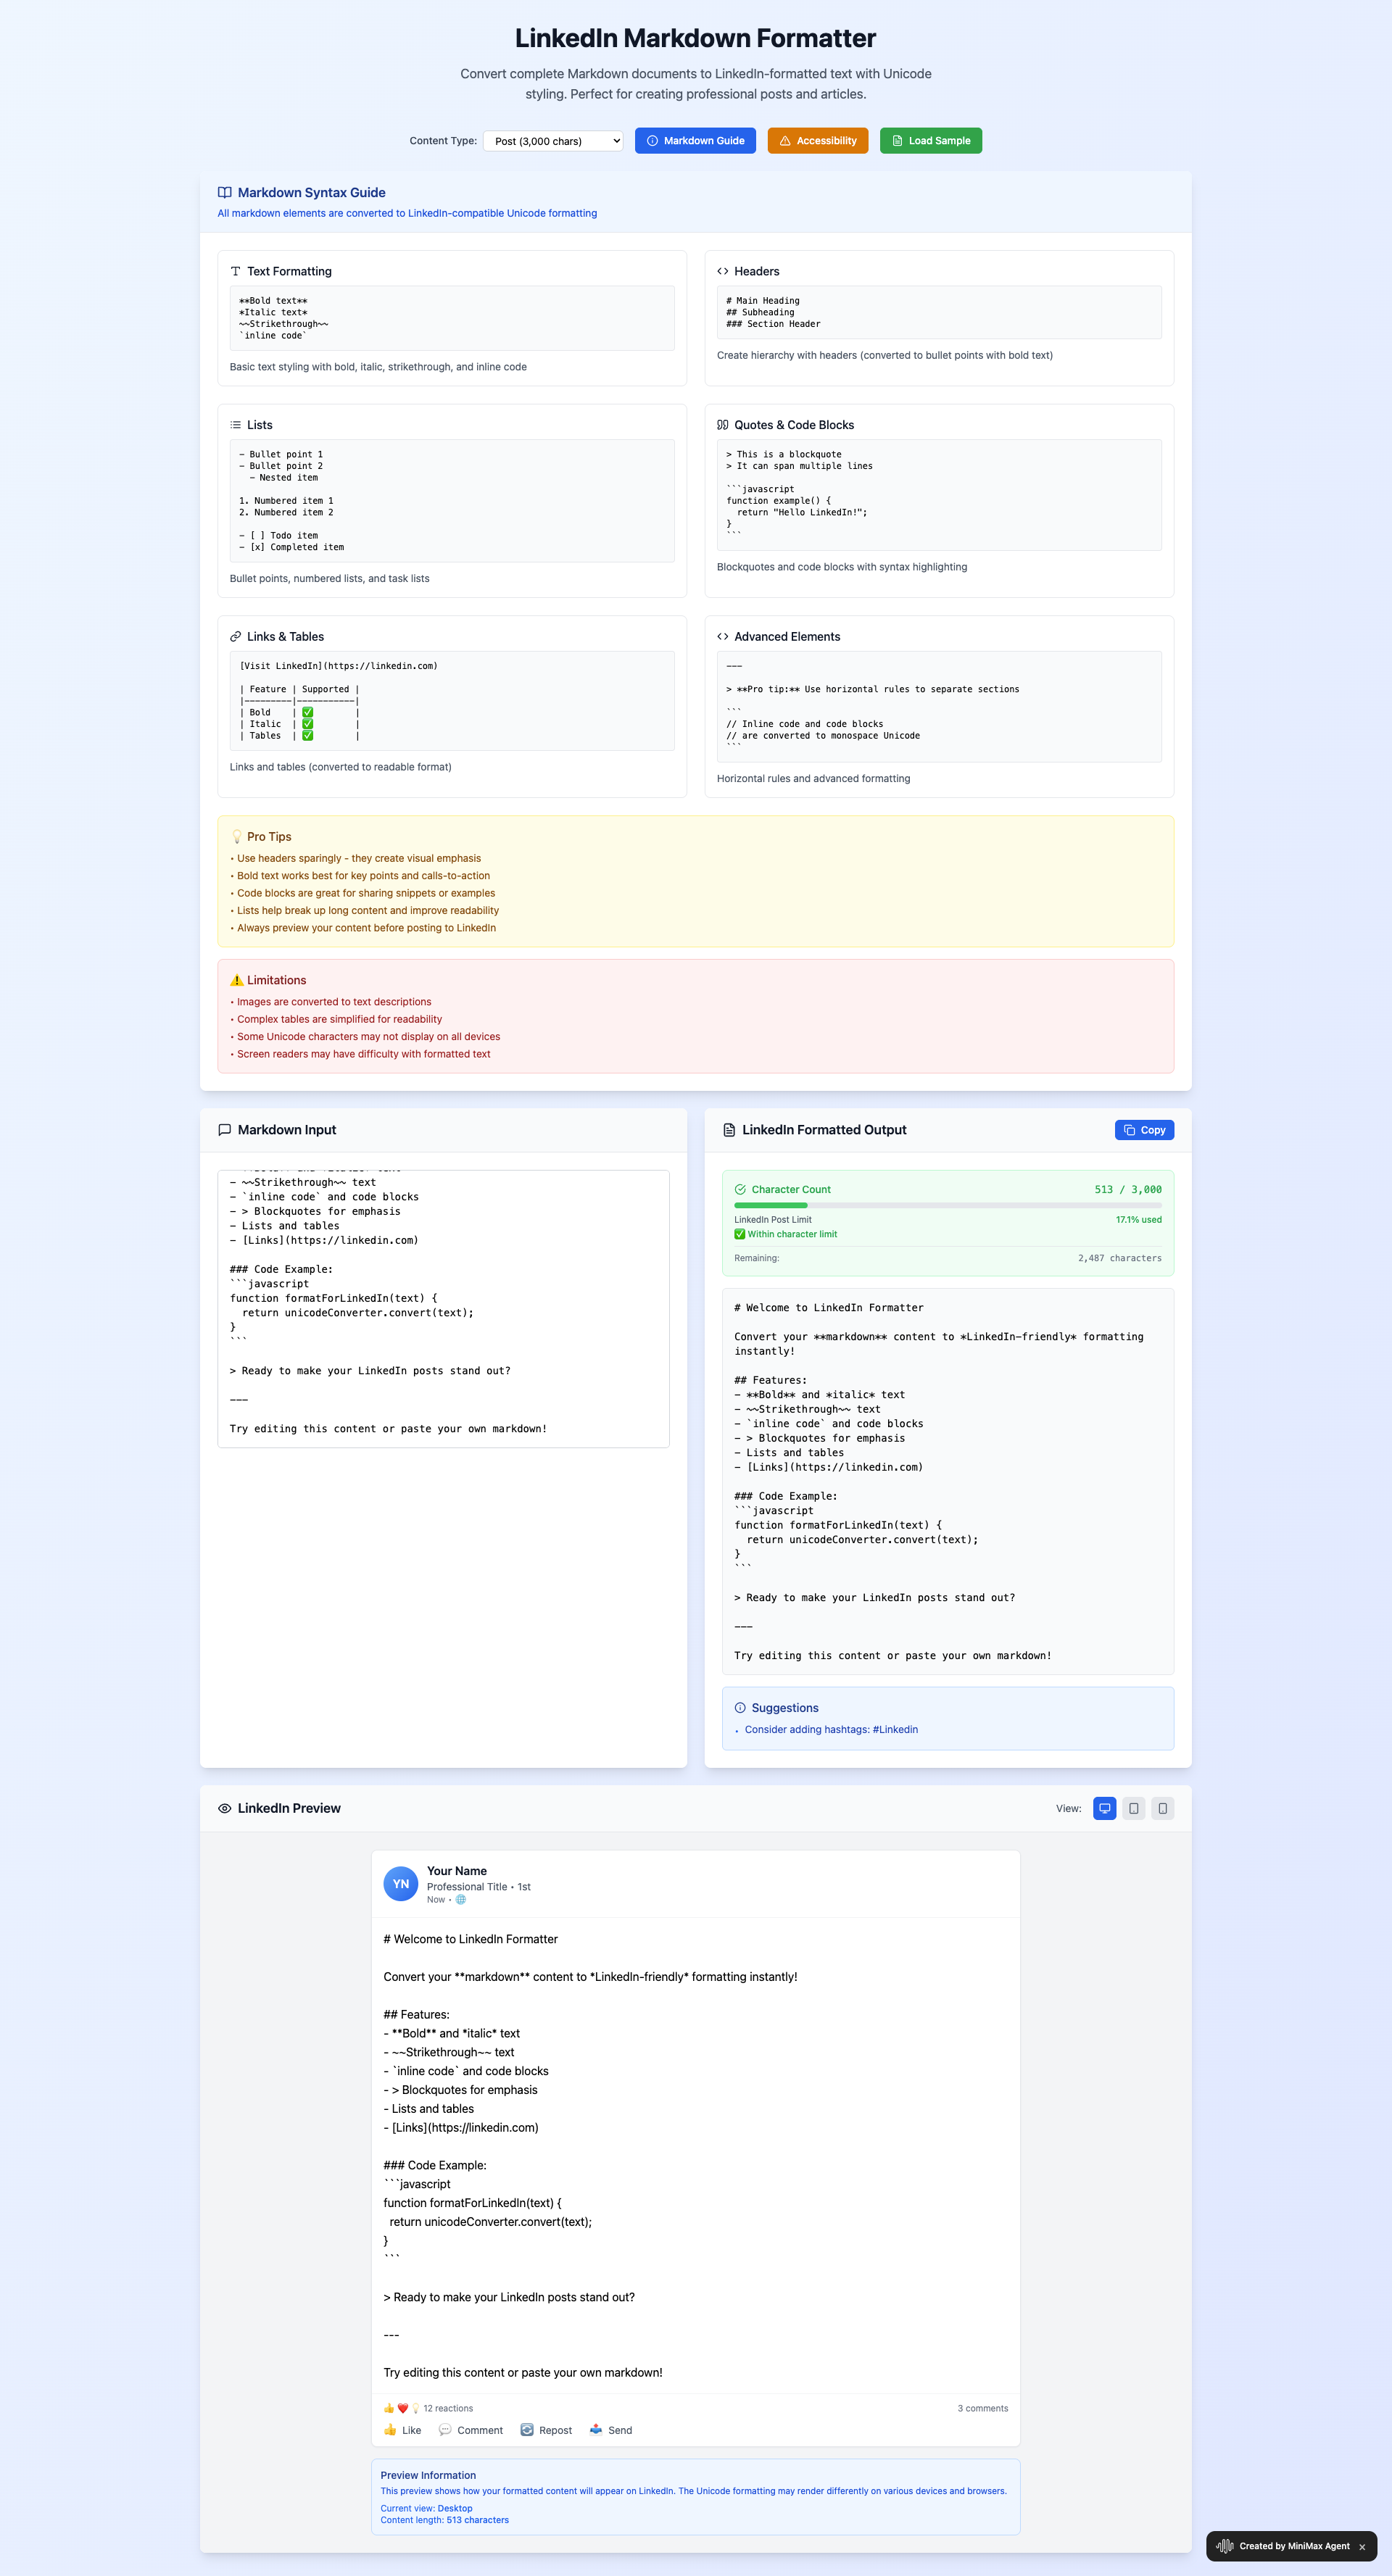 LinkedIn Markdown Formatter
Convert complete Markdown documents to LinkedIn-formatted text with Unicode
styling. Perfect for creating professional posts and articles.
Content Type: Post (3,000 chars) Markdown Guide Accessibility Load Sample
Markdown Syntax Guide
All markdown elements are converted to LinkedIn-compatible Unicode formatting
Text Formatting
**Bold text**
*Italic text*
~~Strikethrough~~
`inline code`
Basic text styling with bold, italic, strikethrough, and inline code
Headers
# Main Heading
## Subheading
### Section Header
Create hierarchy with headers (converted to bullet points with bold text)
Lists
- Bullet point 1
- Bullet point 2
  - Nested item
1. Numbered item 1
2. Numbered item 2
- [ ] Todo item
- [x] Completed item
Bullet points, numbered lists, and task lists
Quotes & Code Blocks
> This is a blockquote
> It can span multiple lines
```javascript
function example() {
  return "Hello LinkedIn!";
}
```
Blockquotes and code blocks with syntax highlighting
Links & Tables
[Visit LinkedIn](https://linkedin.com)
| Feature | Supported |
|---------|-----------|
| Bold    | ✅        |
| Italic  | ✅        |
| Tables  | ✅        |
Links and tables (converted to readable format)
Advanced Elements
---
> **Pro tip:** Use horizontal rules to separate sections
```
// Inline code and code blocks
// are converted to monospace Unicode
```
Horizontal rules and advanced formatting
💡 Pro Tips
• Use headers sparingly - they create visual emphasis
• Bold text works best for key points and calls-to-action
• Code blocks are great for sharing snippets or examples
• Lists help break up long content and improve readability
• Always preview your content before posting to LinkedIn
⚠️ Limitations
• Images are converted to text descriptions
• Complex tables are simplified for readability
• Some Unicode characters may not display on all devices
• Screen readers may have difficulty with formatted text
Markdown Input
- ~~Strikethrough~~ text
- `inline code` and code blocks
- > Blockquotes for emphasis
- Lists and tables
- [Links](https://linkedin.com)
### Code Example:
```javascript
function formatForLinkedIn(text) {
  return unicodeConverter.convert(text);
}
```
> Ready to make your LinkedIn posts stand out?
---
Try editing this content or paste your own markdown!
LinkedIn Formatted Output
Copy
Character Count 513 / 3,000
LinkedIn Post Limit 17.1% used
✅ Within character limit
Remaining: 2,487 characters
# Welcome to LinkedIn Formatter
Convert your **markdown** content to *LinkedIn-friendly* formatting
instantly!
## Features:
- **Bold** and *italic* text
- ~~Strikethrough~~ text
- `inline code` and code blocks
- > Blockquotes for emphasis
- Lists and tables
- [Links](https://linkedin.com)
### Code Example:
```javascript
function formatForLinkedIn(text) {
  return unicodeConverter.convert(text);
}
```
> Ready to make your LinkedIn posts stand out?
---
Try editing this content or paste your own markdown!
Suggestions
• Consider adding hashtags: #Linkedin
LinkedIn Preview
View:
YN
Your Name
Professional Title • 1st
Now • 🌐
# Welcome to LinkedIn Formatter
Convert your **markdown** content to *LinkedIn-friendly* formatting instantly!
## Features:
- **Bold** and *italic* text
- ~~Strikethrough~~ text
- `inline code` and code blocks
- > Blockquotes for emphasis
- Lists and tables
- [Links](https://linkedin.com)
### Code Example:
```javascript
function formatForLinkedIn(text) {
  return unicodeConverter.convert(text);
}
```
> Ready to make your LinkedIn posts stand out?
---
Try editing this content or paste your own markdown!
👍❤️💡 12 reactions 3 comments
👍 Like 💬 Comment 🔄 Repost 📤 Send
Preview Information
This preview shows how your formatted content will appear on LinkedIn. The Unicode formatting may render differently on various devices and browsers.
Current view: Desktop
Content length: 513 characters
Created by MiniMax Agent ×